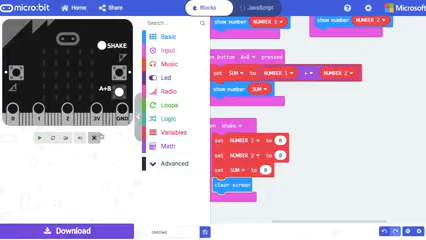 micro:bit Home Share Blocks JavaScript Microsoft
Search...
Basic
Input
Music
Led
Radio
Loops
Logic
Variables
Math
Advanced
SHAKE
A+B
0 1 2 3V GND
Download
Untitled
show number NUMBER 1
show number NUMBER 2
on button A+B pressed
set SUM to NUMBER 1 + NUMBER 2
show number SUM
on shake
set NUMBER 1 to 0
set NUMBER 2 to 0
set SUM to 0
clear screen